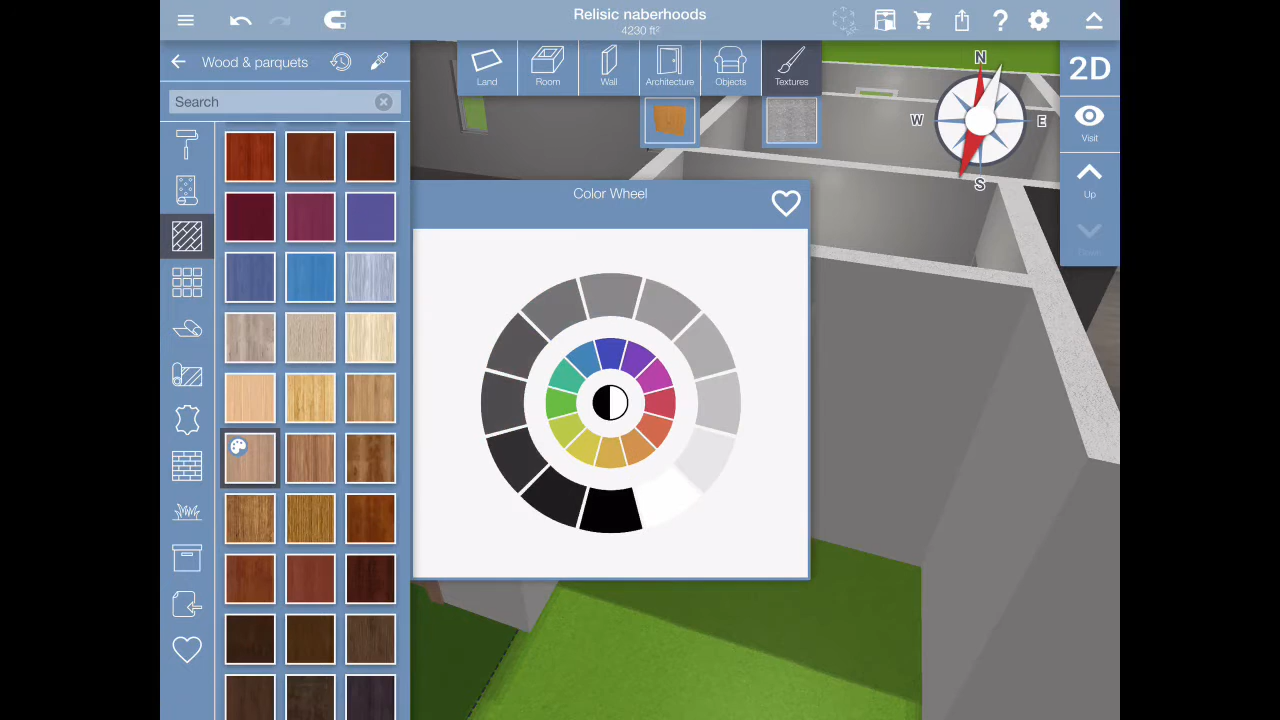 Relisic naberhoods
4230 ft²
Wood & parquets
Search
Land
Room
Wall
Architecture
Objects
Textures
2D
Visit
Up
N
W
E
S
Color Wheel